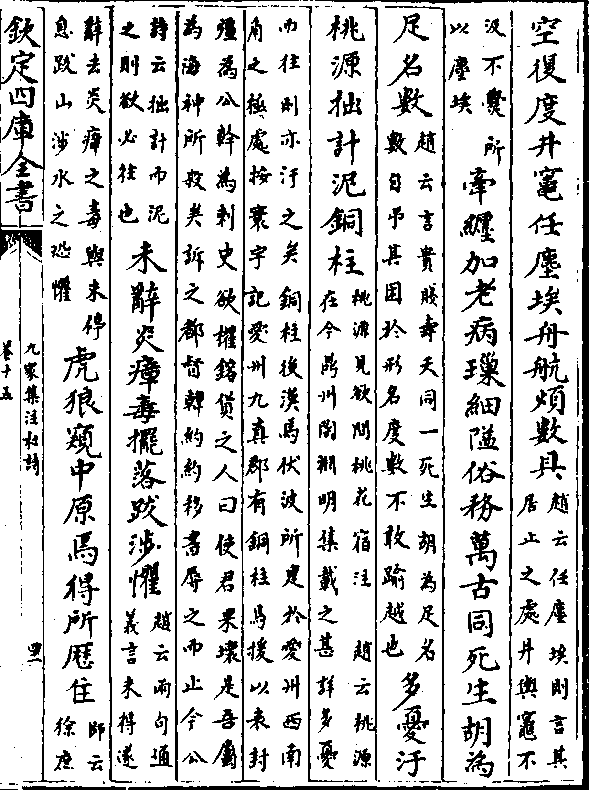 空復度井竈任塵埃舟航煩數具趙云任塵埃則言其
居止之處井與竈不
汲不爨所
以塵埃牽纏加老病瑣細隘俗務萬古同死生胡為
足名數趙云言貴賤壽夭同一死生胡為足名
數自其困於形名度數不敢踰越也多憂汙
桃源拙計泥銅柱桃源見欲問桃花宿注 趙云桃源
在今鼎州陶淵明集載之甚詳多憂
而往則亦汙之矣 銅柱後漢馬伏波所建於愛州西南
角之極處按寰宇記愛州九真郡有銅柱馬援以表封
疆為公幹為刺史欲摧鎔貨之人曰使君果壞是吾屬
為海神所殺矣訴之都督韓約約移書辱之而止今公
詩云拙計而泥
之則欲必往也未辭炎瘴毒擺落跋涉懼趙云兩句通
義言未得遂
辭去炎瘴之毒與未停
息跋山涉水之恐懼虎狼窺中原焉得所歷住師云
徐庶
欽定四庫全書
九家集注杜詩
卷十五